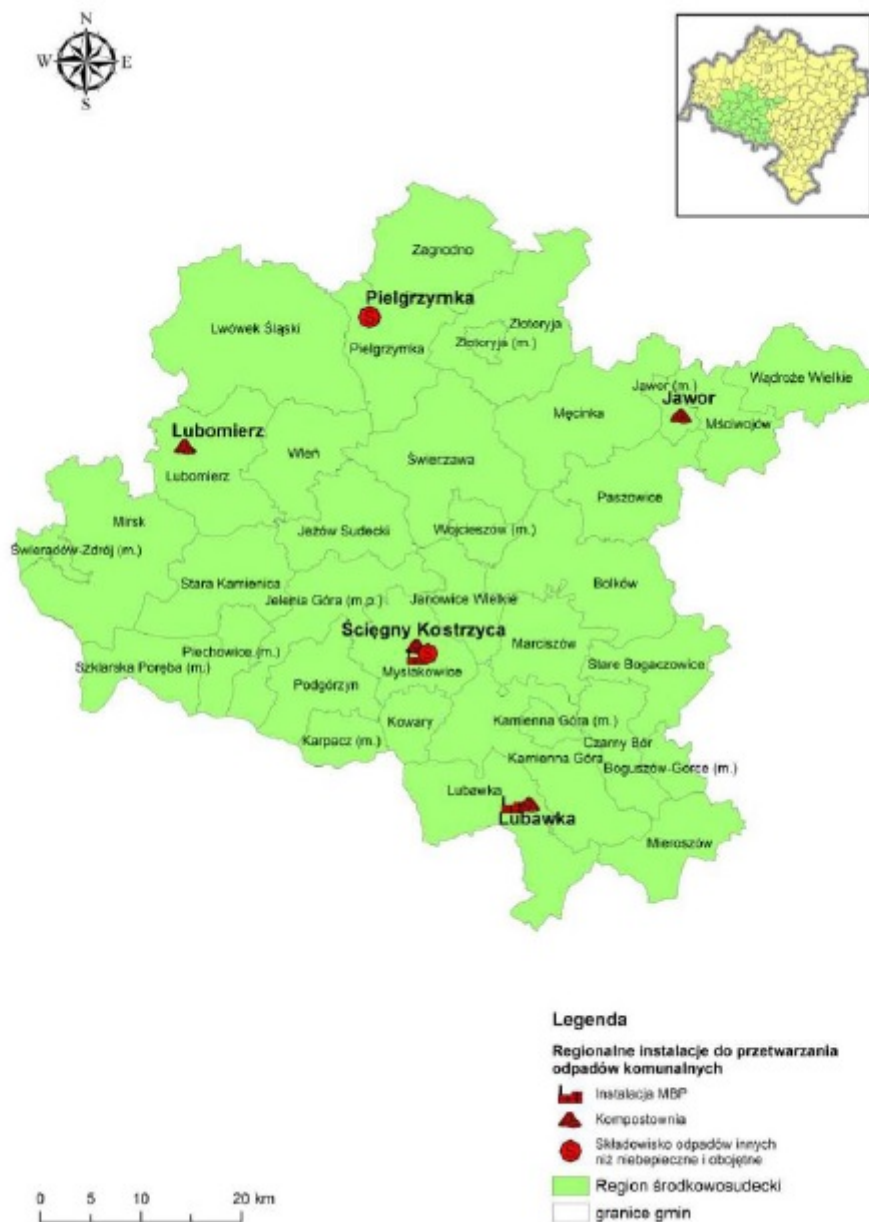 N
W E
S
Zagrodno
Pielgrzymka
Lwówek Śląski
Złotoryja
Złotoryja (m.)
Pielgrzymka
Wądroże Wielkie
Jawor (m.)
Jawor
Męcinka
Mściwojów
Lubomierz
Wleń
Świerzawa
Lubomierz
Paszowice
Mirsk
Jeżów Sudecki
Wojcieszów (m.)
Świeradów-Zdrój (m.)
Stara Kamienica
Bolków
Jelenia Góra (m.p.)
Janowice Wielkie
Ścięgny Kostrzyca
Marciszów
Piechowice (m.)
Szklarska Poręba (m.)
Stare Bogaczowice
Mysłakowice
Podgórzyn
Kowary
Kamienna Góra (m.)
Karpacz (m.)
Czarny Bór
Kamienna Góra
Boguszów-Gorce (m.)
Lubawka
Lubawka
Mieroszów
Legenda
Regionalne instalacje do przetwarzania
odpadów komunalnych
Instalacja MBP
Kompostownia
S Składowisko odpadów innych
niż niebepieczne i obojętne
Region środkowosudecki
granice gmin
0 5 10 20 km